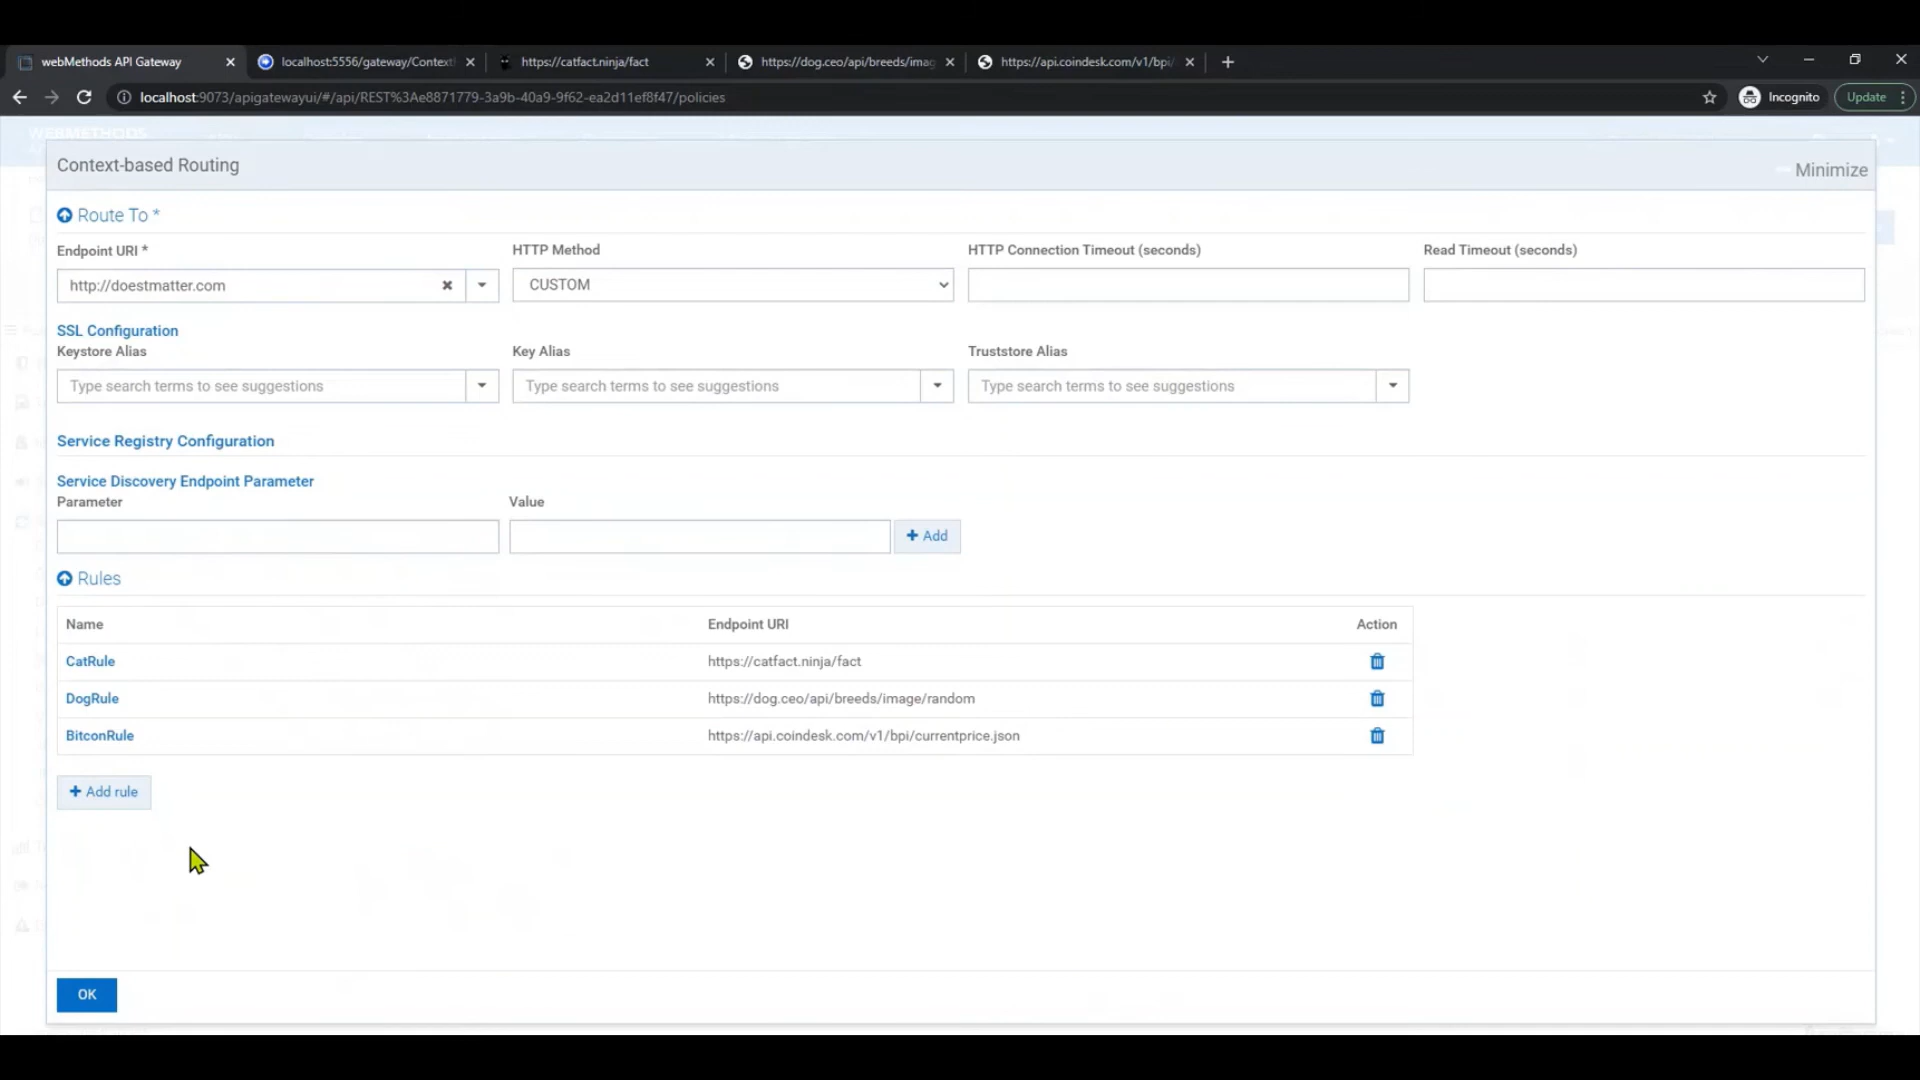 webMethods API Gateway
localhost:5556/gateway/Context
https://catfact.ninja/fact
https://dog.ceo/api/breeds/imag
https://api.coindesk.com/v1/bpi/
localhost:9073/apigatewayui/#/api/REST%3Ae8871779-3a9b-40a9-9f62-ea2d11ef8f47/policies
Incognito
Update
WEBMETHODS
Context-based Routing
Minimize
Route To *
Endpoint URI *
HTTP Method
HTTP Connection Timeout (seconds)
Read Timeout (seconds)
http://doestmatter.com
CUSTOM
SSL Configuration
Keystore Alias
Key Alias
Truststore Alias
Type search terms to see suggestions
Type search terms to see suggestions
Type search terms to see suggestions
Service Registry Configuration
Service Discovery Endpoint Parameter
Parameter
Value
+ Add
Rules
Name
Endpoint URI
Action
CatRule
https://catfact.ninja/fact
DogRule
https://dog.ceo/api/breeds/image/random
BitconRule
https://api.coindesk.com/v1/bpi/currentprice.json
+ Add rule
OK